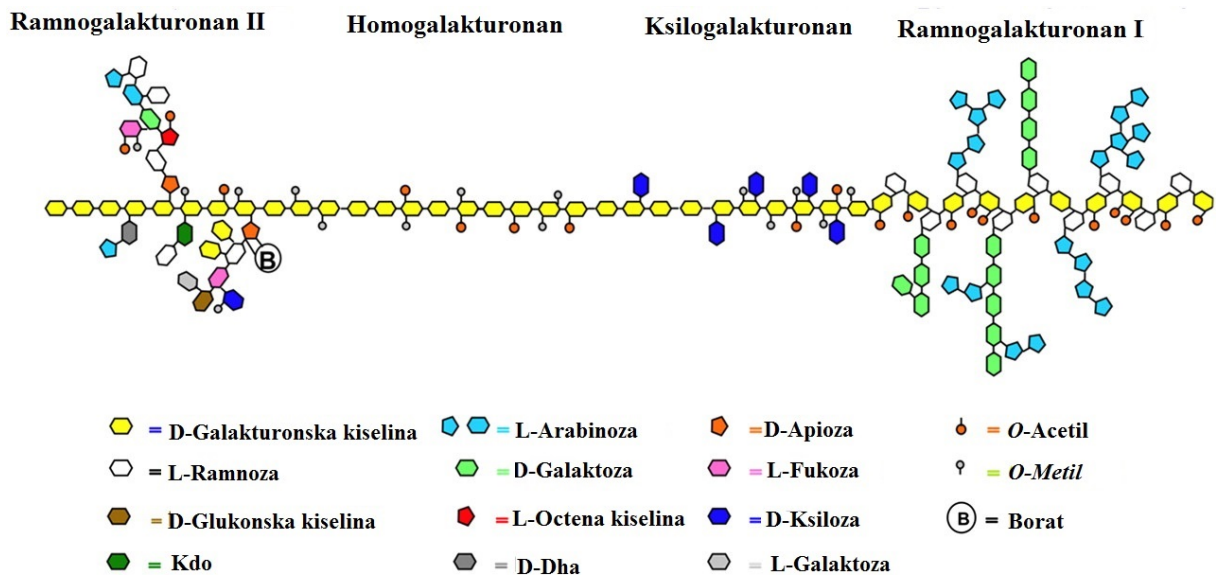 Ramnogalakturonan II
Homogalakturonan
Ksilogalakturonan
Ramnogalakturonan I
B
= D-Galakturonska kiselina
= L-Arabinoza
= D-Apioza
= O-Acetil
= L-Ramnoza
= D-Galaktoza
= L-Fukoza
= O-Metil
= D-Glukonska kiselina
= L-Octena kiselina
= D-Ksiloza
B = Borat
= Kdo
= D-Dha
= L-Galaktoza